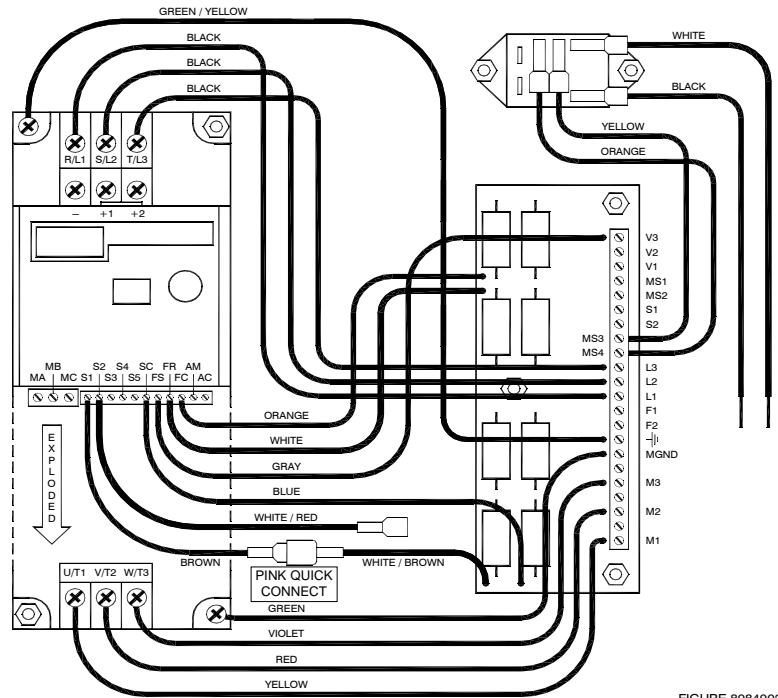 GREEN / YELLOW
BLACK
BLACK
BLACK
WHITE
BLACK
YELLOW
ORANGE
R/L1 S/L2 T/L3
− +1 +2
V3
V2
V1
MS1
MS2
S1
S2
MS3
MS4
L3
L2
L1
F1
F2
MGND
M3
M2
M1
MB S2 S4 SC FR AM
MA MC S1 S3 S5 FS FC AC
EXPLODED
ORANGE
WHITE
GRAY
BLUE
WHITE / RED
BROWN
WHITE / BROWN
PINK QUICK
CONNECT
U/T1 V/T2 W/T3
GREEN
VIOLET
RED
YELLOW